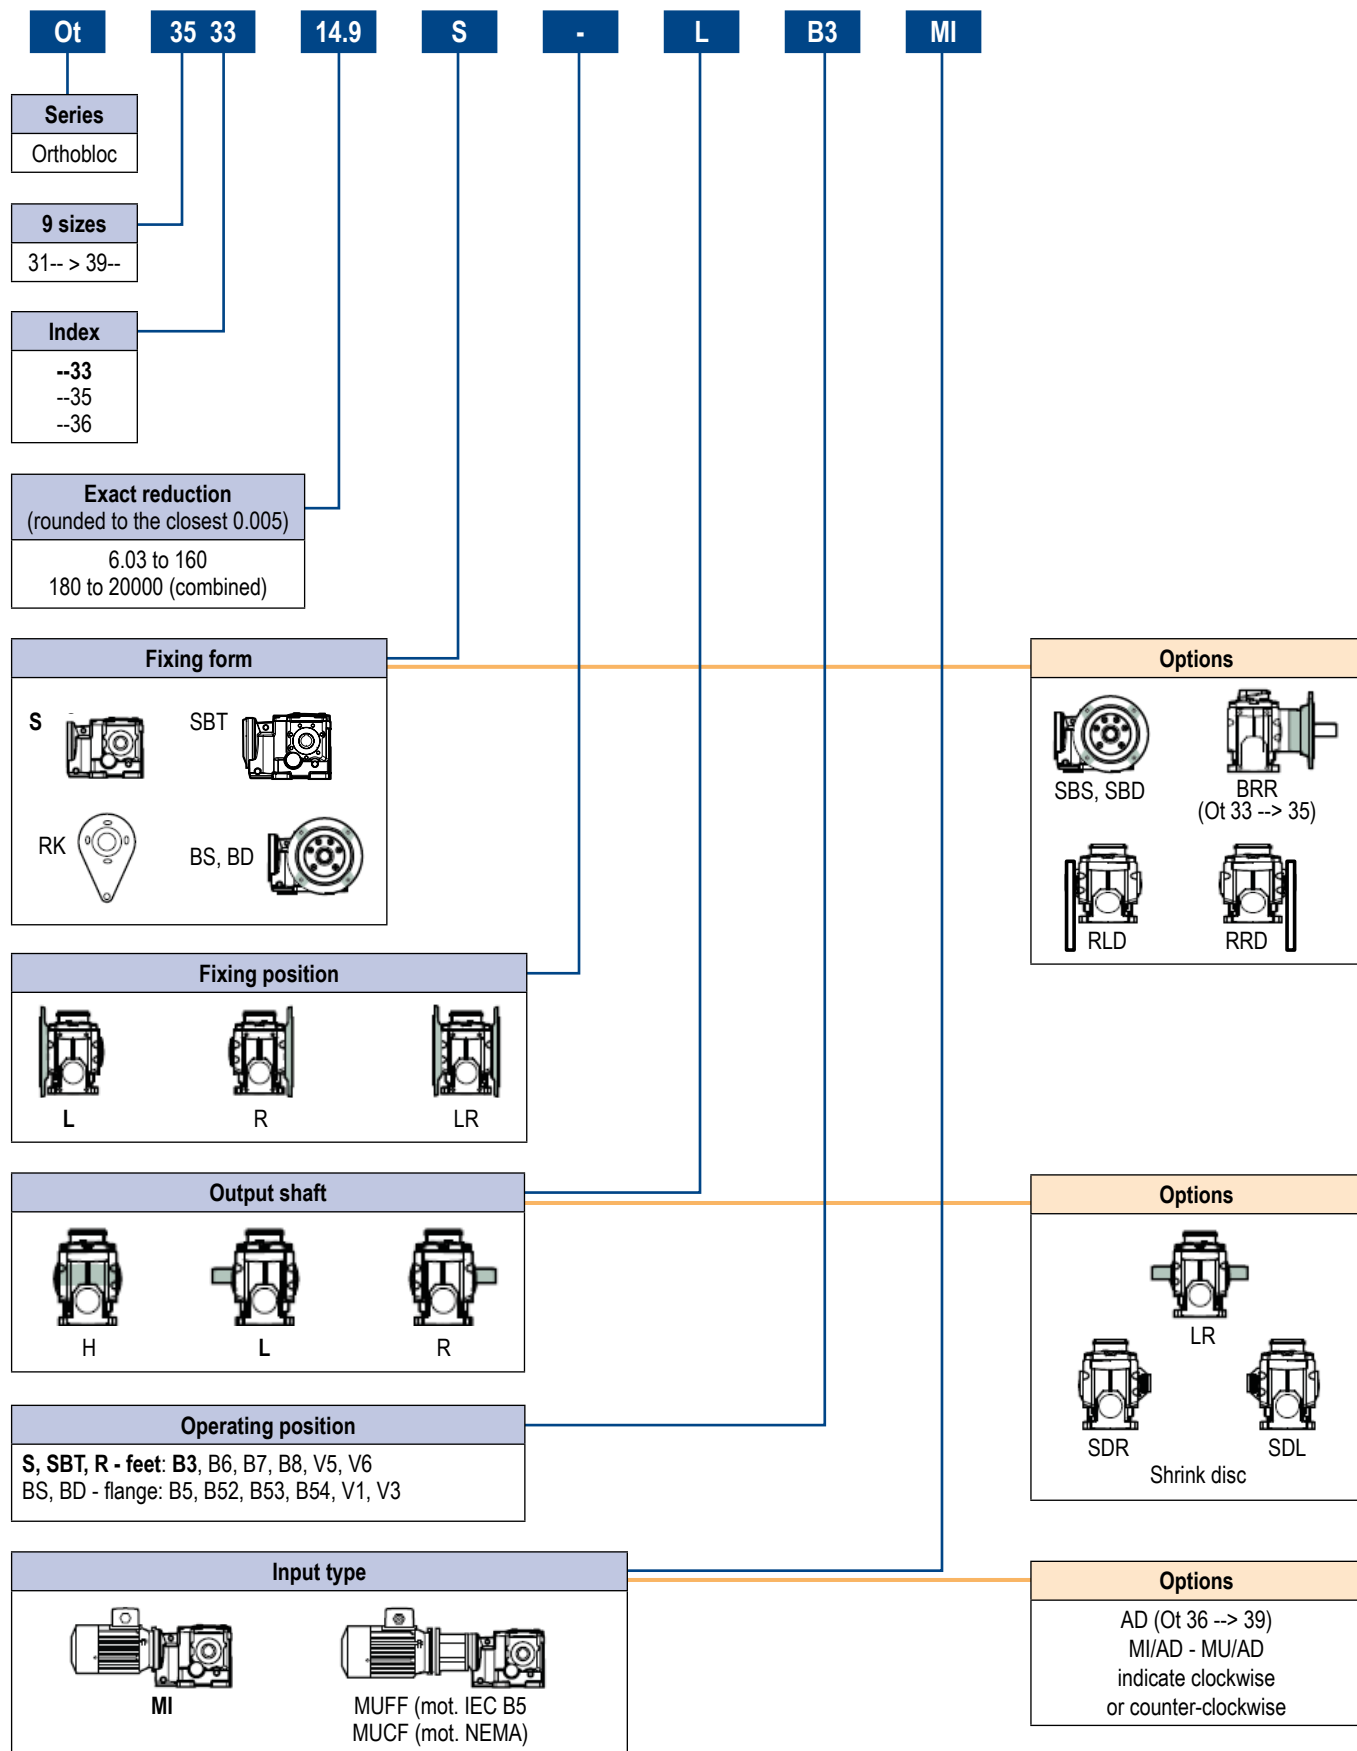 Ot 35 33 14.9 S - L B3 MI
Series
Orthobloc
9 sizes
31-- > 39--
Index
--33
--35
--36
Exact reduction
(rounded to the closest 0.005)
6.03 to 160
180 to 20000 (combined)
Fixing form
S SBT
RK BS, BD
Options
SBS, SBD BRR
(Ot 33 --> 35)
RLD RRD
Fixing position
L R LR
Output shaft
H L R
Options
LR
SDR SDL
Shrink disc
Operating position
S, SBT, R - feet: B3, B6, B7, B8, V5, V6
BS, BD - flange: B5, B52, B53, B54, V1, V3
Input type
MI MUFF (mot. IEC B5
MUCF (mot. NEMA)
Options
AD (Ot 36 --> 39)
MI/AD - MU/AD
indicate clockwise
or counter-clockwise